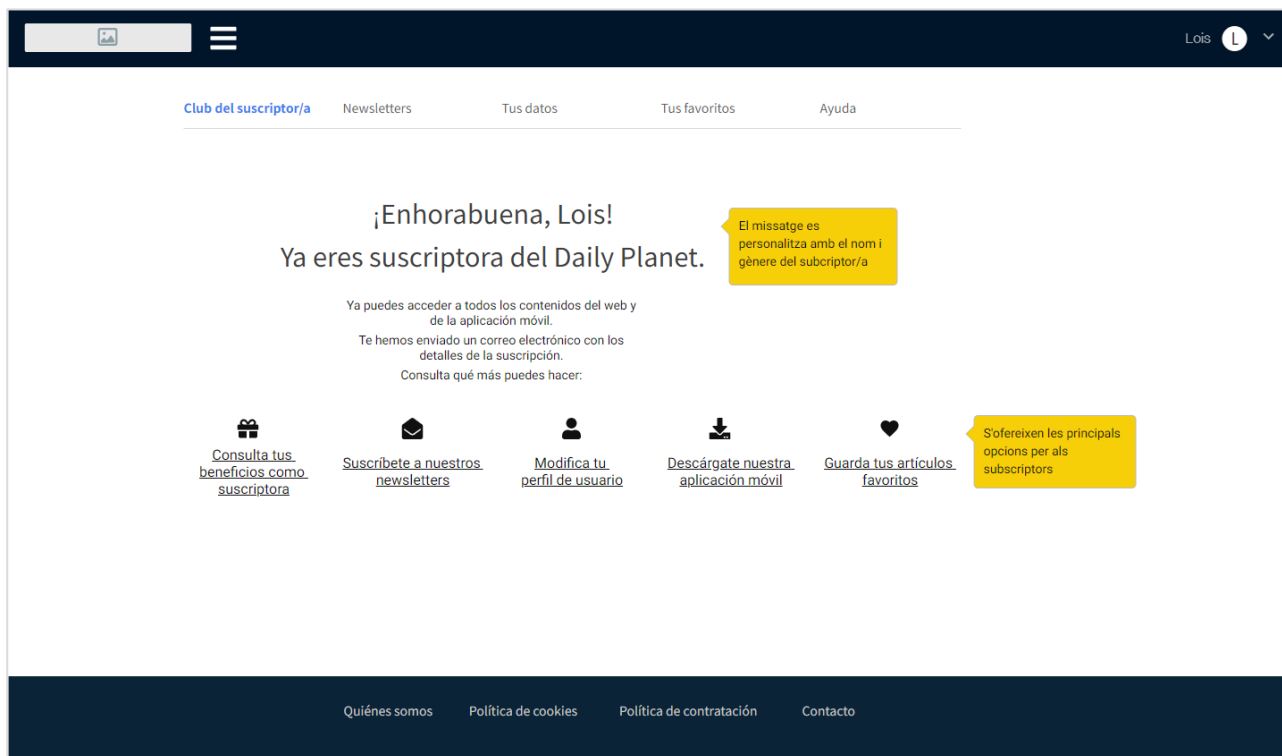 Lois L
Club del suscriptor/a Newsletters Tus datos Tus favoritos Ayuda
¡Enhorabuena, Lois!
Ya eres suscriptora del Daily Planet.
El missatge es
personalitza amb el nom i
gènere del subcriptor/a
Ya puedes acceder a todos los contenidos del web y
de la aplicación móvil.
Te hemos enviado un correo electrónico con los
detalles de la suscripción.
Consulta qué más puedes hacer:
Consulta tus
beneficios como
suscriptora
Suscríbete a nuestros
newsletters
Modifica tu
perfil de usuario
Descárgate nuestra
aplicación móvil
Guarda tus artículos
favoritos
S'ofereixen les principals
opcions per als
subscriptors
Quiénes somos Política de cookies Política de contratación Contacto